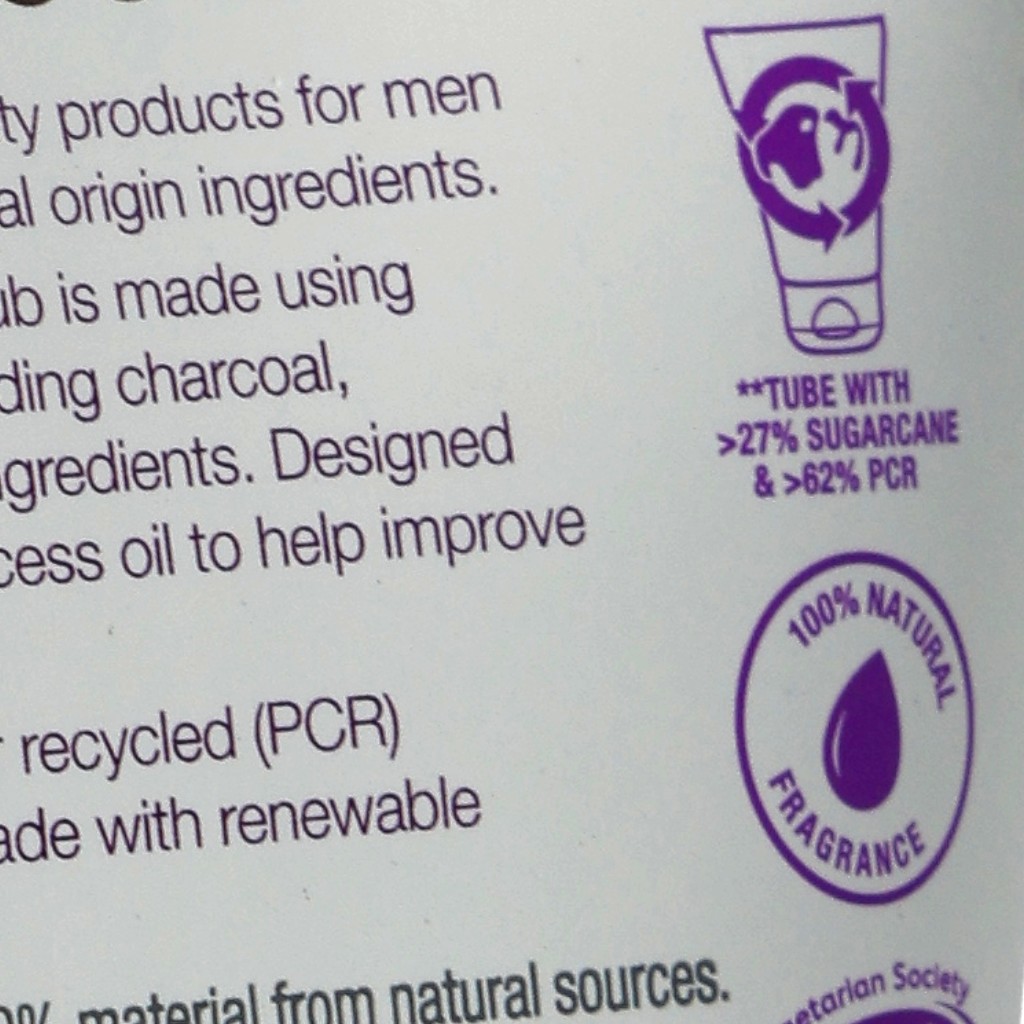 ty products for men
al origin ingredients.
ub is made using
ding charcoal,
gredients. Designed
cess oil to help improve
recycled (PCR)
ade with renewable
% material from natural sources.
**TUBE WITH
>27% SUGARCANE
& >62% PCR
100% NATURAL
FRAGRANCE
etarian Society